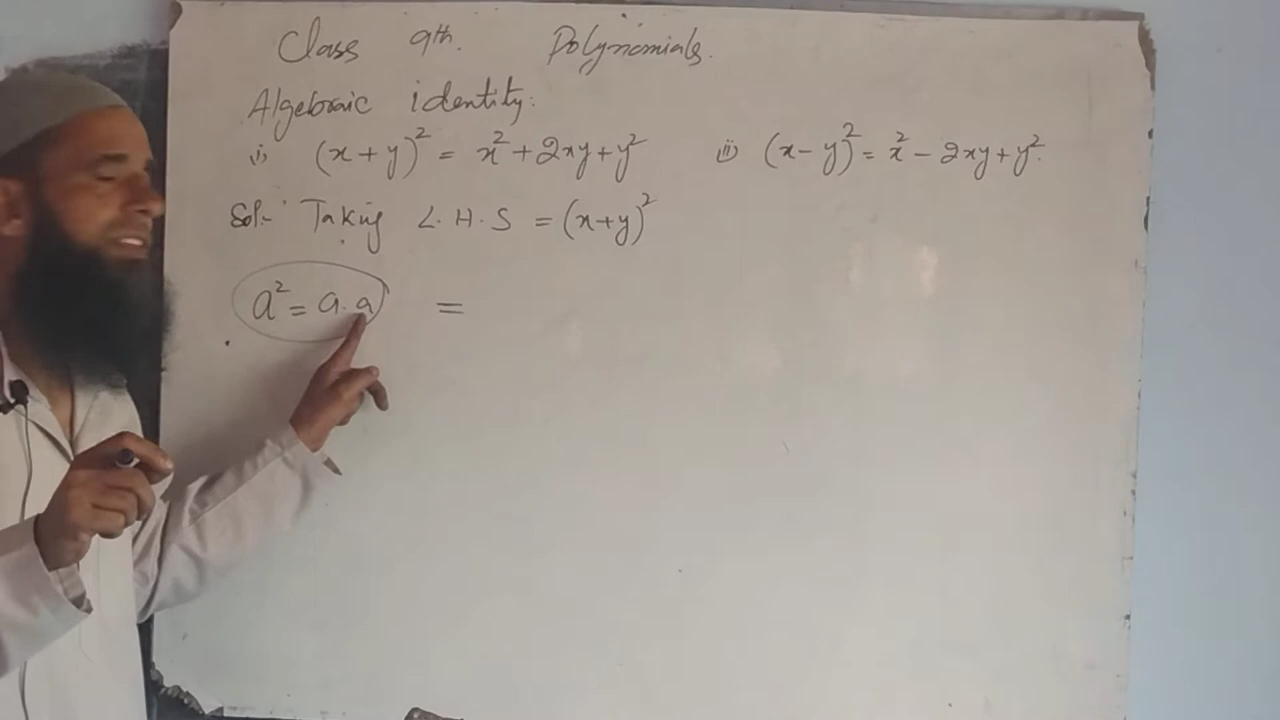 Class 9th. Polynomials.
Algebraic identity:
i) (x+y)² = x²+2xy+y² ii) (x-y)² = x²-2xy+y².
Sol:- Taking L.H.S = (x+y)²
a² = a.a =